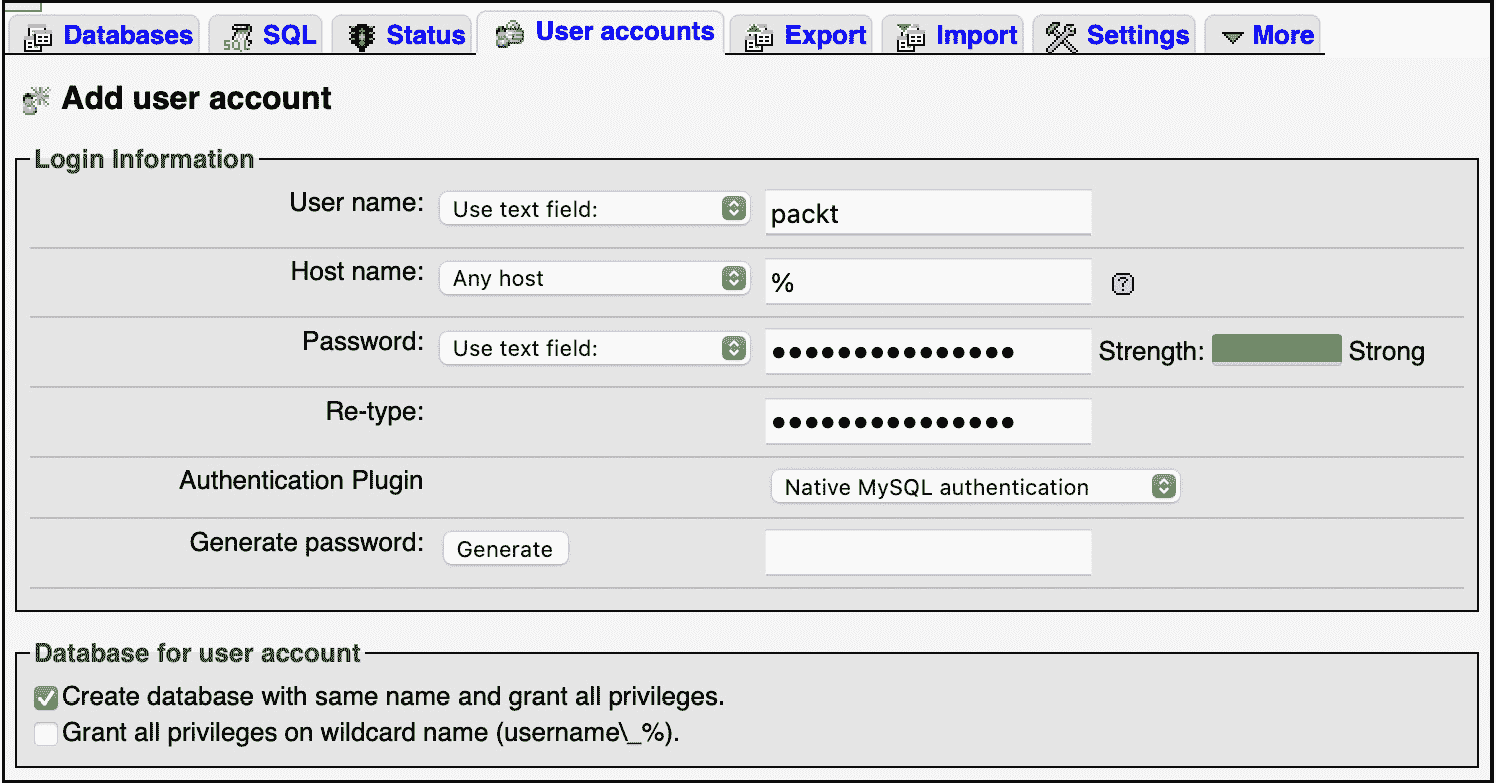 Databases SQL Status User accounts Export Import Settings More
Add user account
Login Information
User name: Use text field: packt
Host name: Any host %
Password: Use text field: ●●●●●●●●●●●●●●● Strength: Strong
Re-type: ●●●●●●●●●●●●●●●
Authentication Plugin Native MySQL authentication
Generate password: Generate
Database for user account
Create database with same name and grant all privileges.
Grant all privileges on wildcard name (username\_%).